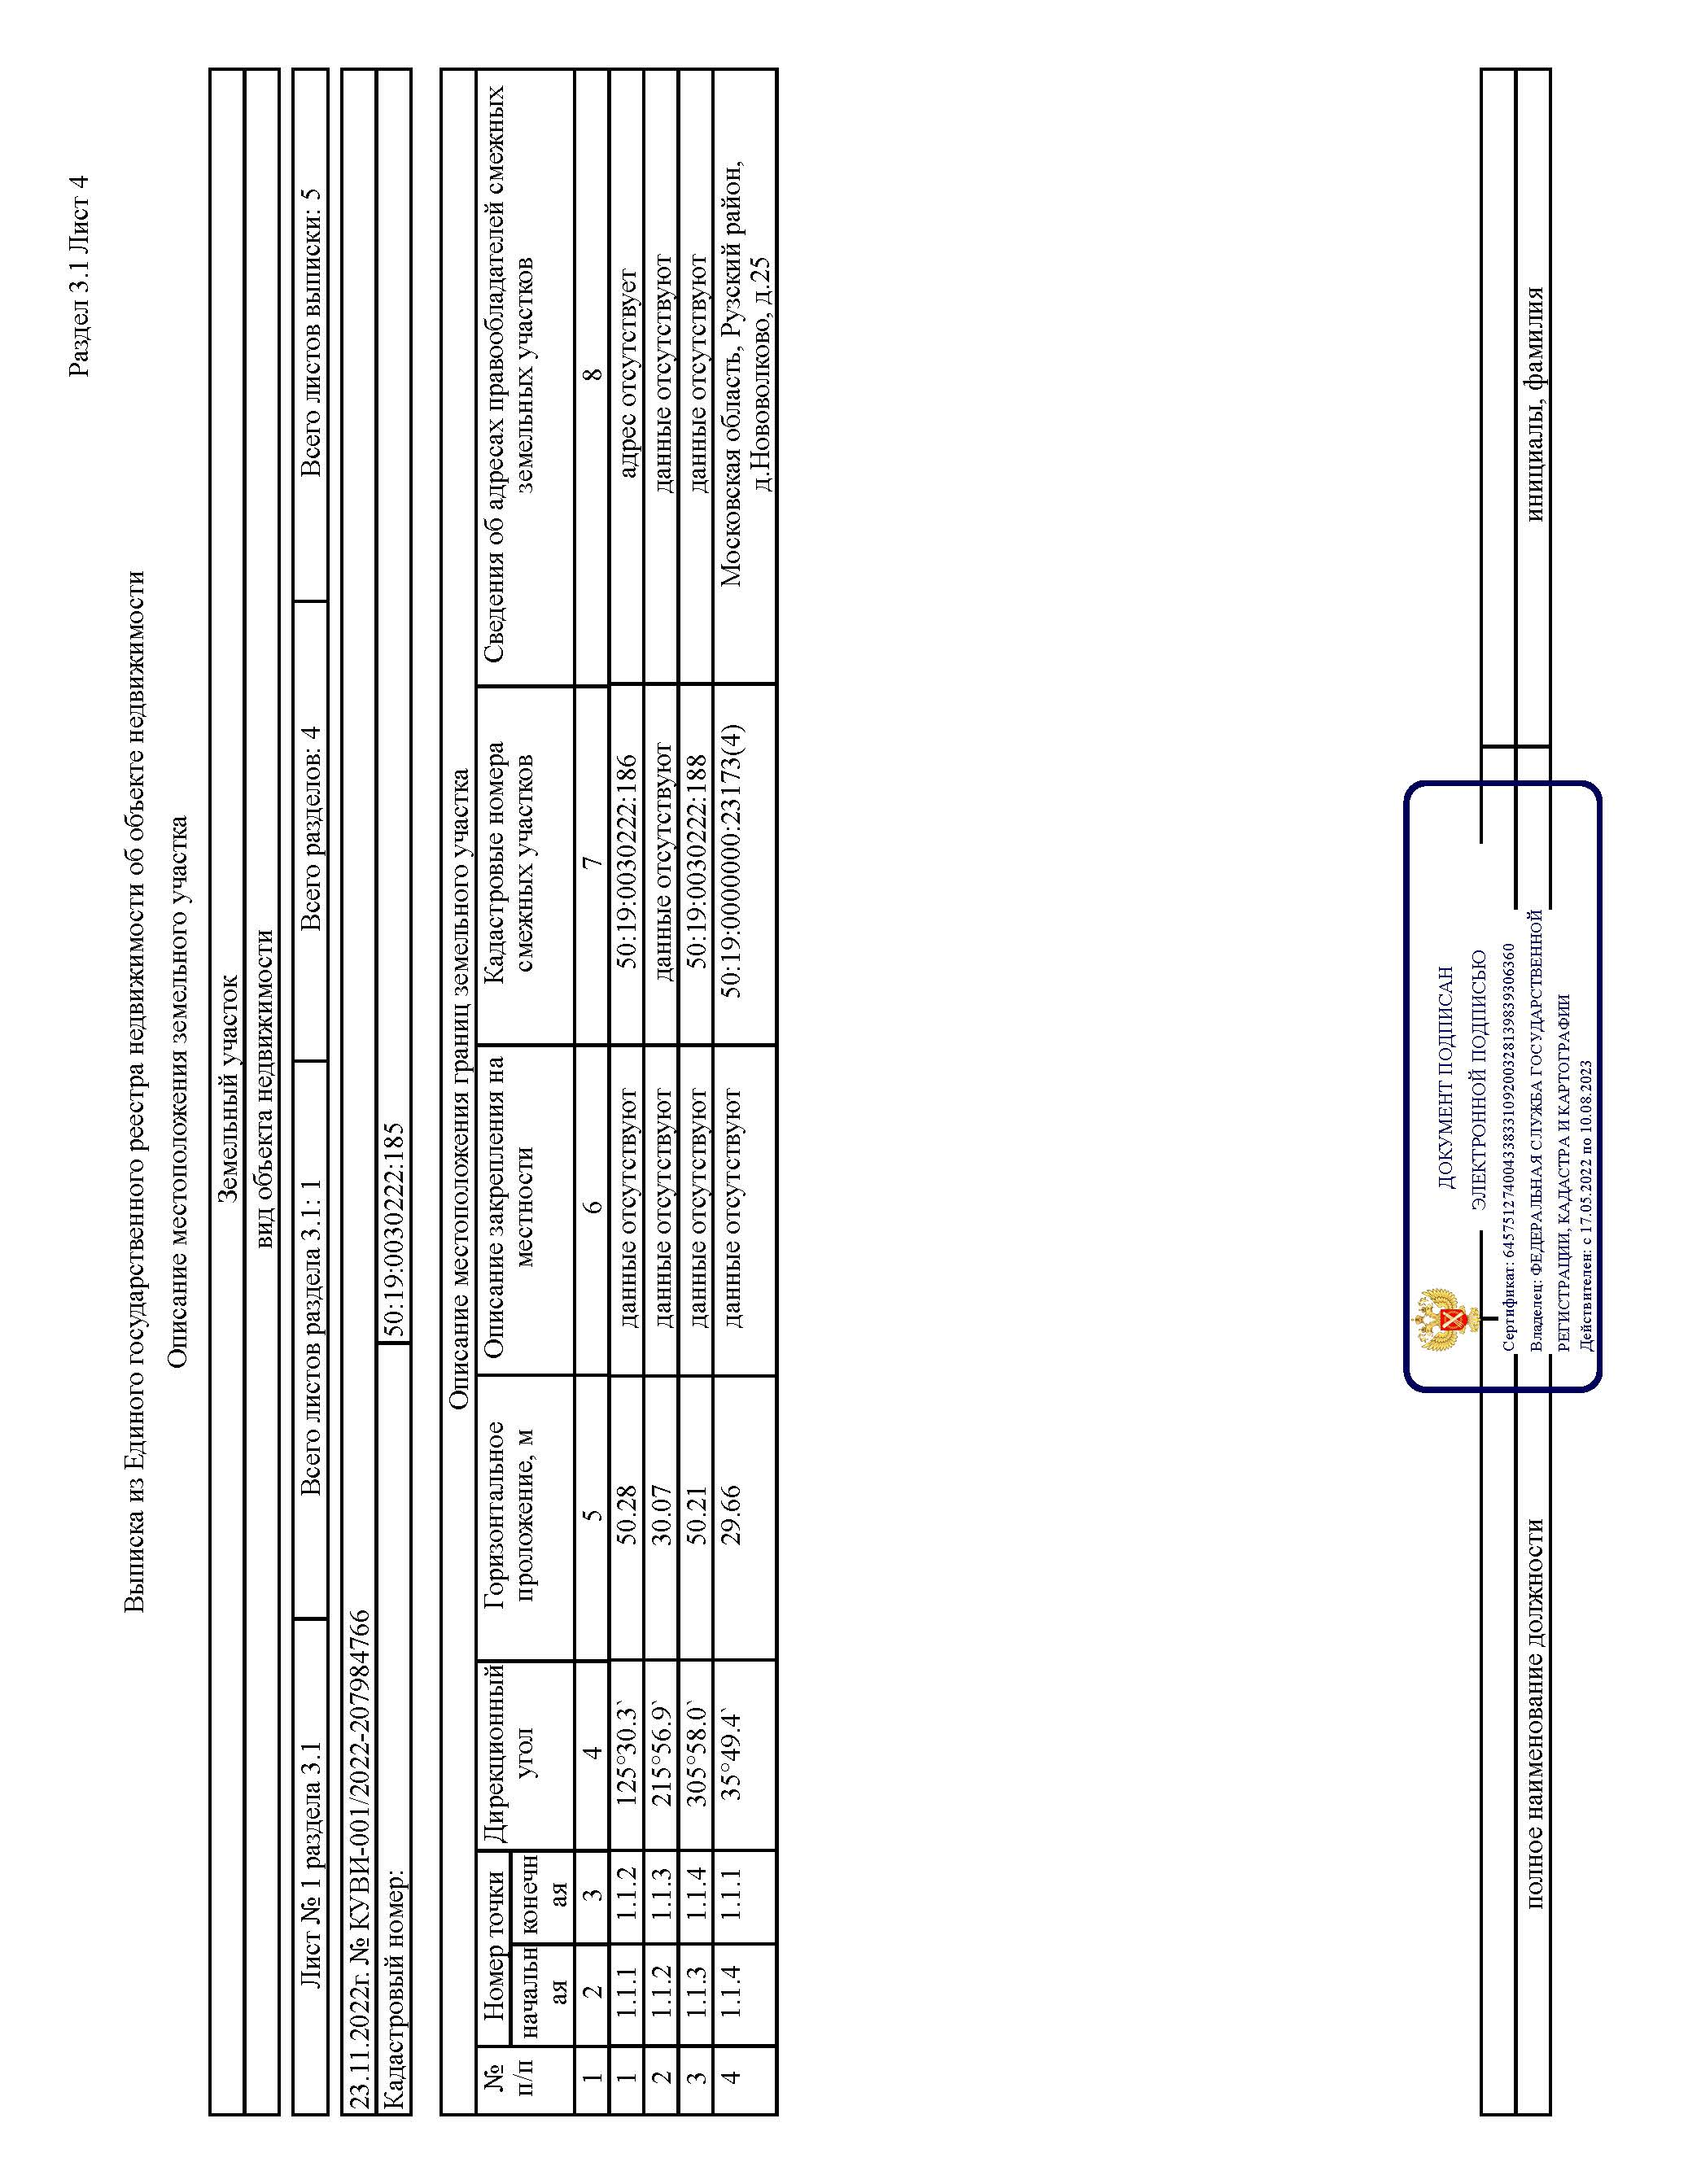 Раздел 3.1 Лист 4
Выписка из Единого государственного реестра недвижимости об объекте недвижимости
Описание местоположения земельного участка
Земельный участок
вид объекта недвижимости
Лист № 1 раздела 3.1 Всего листов раздела 3.1: 1 Всего разделов: 4 Всего листов выписки: 5
23.11.2022г. № КУВИ-001/2022-207984766
Кадастровый номер: 50:19:0030222:185
Описание местоположения границ земельного участка
№ Номер точки Дирекционный Горизонтальное Описание закрепления на Кадастровые номера Сведения об адресах правообладателей смежных
п/п начальн конечн угол проложение, м местности смежных участков земельных участков
ая ая
1 2 3 4 5 6 7 8
1 1.1.1 1.1.2 125°30.3` 50.28 данные отсутствуют 50:19:0030222:186 адрес отсутствует
2 1.1.2 1.1.3 215°56.9` 30.07 данные отсутствуют данные отсутствуют данные отсутствуют
3 1.1.3 1.1.4 305°58.0` 50.21 данные отсутствуют 50:19:0030222:188 данные отсутствуют
4 1.1.4 1.1.1 35°49.4` 29.66 данные отсутствуют 50:19:0000000:23173(4) Московская область, Рузский район,
д.Нововолково, д.25
ДОКУМЕНТ ПОДПИСАН
ЭЛЕКТРОННОЙ ПОДПИСЬЮ
Сертификат: 64575127400433833109200328139839306360
Владелец: ФЕДЕРАЛЬНАЯ СЛУЖБА ГОСУДАРСТВЕННОЙ
РЕГИСТРАЦИИ, КАДАСТРА И КАРТОГРАФИИ
Действителен: с 17.05.2022 по 10.08.2023
полное наименование должности инициалы, фамилия